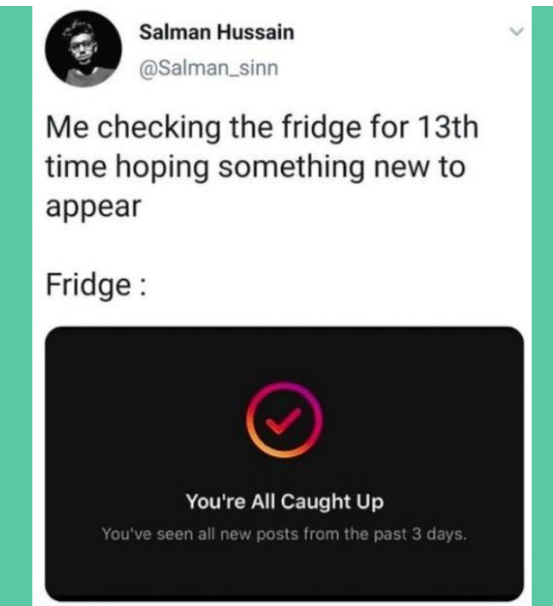 Salman Hussain
@Salman_sinn
Me checking the fridge for 13th
time hoping something new to
appear
Fridge :
You're All Caught Up
You've seen all new posts from the past 3 days.